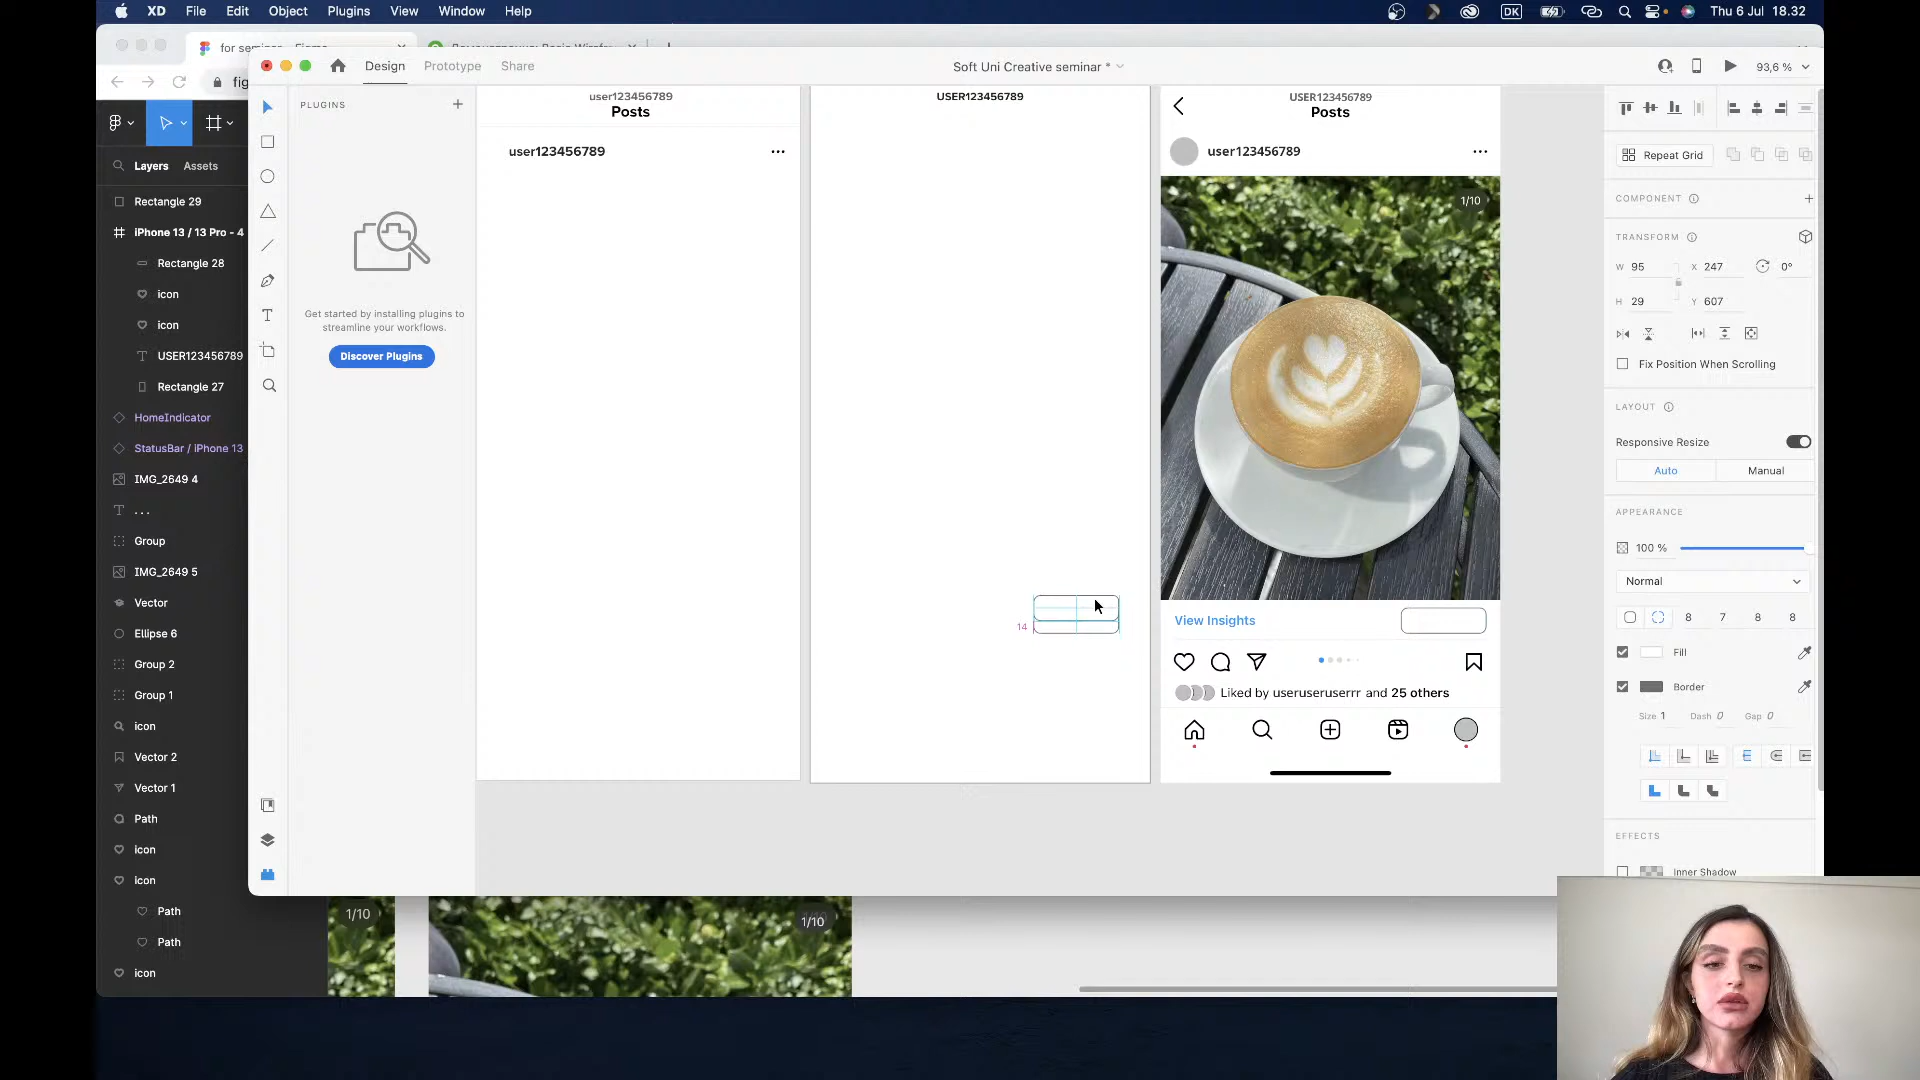 XD File Edit Object Plugins View Window Help
DK Thu 6 Jul 18.32
for seminar – Figma
fig
Design Prototype Share
Soft Uni Creative seminar *
93,6 %
PLUGINS
Get started by installing plugins to
streamline your workflows.
Discover Plugins
Layers Assets
Rectangle 29
iPhone 13 / 13 Pro - 4
Rectangle 28
icon
icon
USER123456789
Rectangle 27
HomeIndicator
StatusBar / iPhone 13
IMG_2649 4
. . .
Group
IMG_2649 5
Vector
Ellipse 6
Group 2
Group 1
icon
Vector 2
Vector 1
Path
icon
icon
Path
Path
icon
user123456789
Posts
user123456789
USER123456789
14
USER123456789
Posts
user123456789
1/10
View Insights
Liked by useruseruserrr and 25 others
1/10
1/10
Repeat Grid
COMPONENT
TRANSFORM
W 95 X 247 0°
H 29 Y 607
Fix Position When Scrolling
LAYOUT
Responsive Resize
Auto Manual
APPEARANCE
100 %
Normal
8 7 8 8
Fill
Border
Size 1 Dash 0 Gap 0
EFFECTS
Inner Shadow